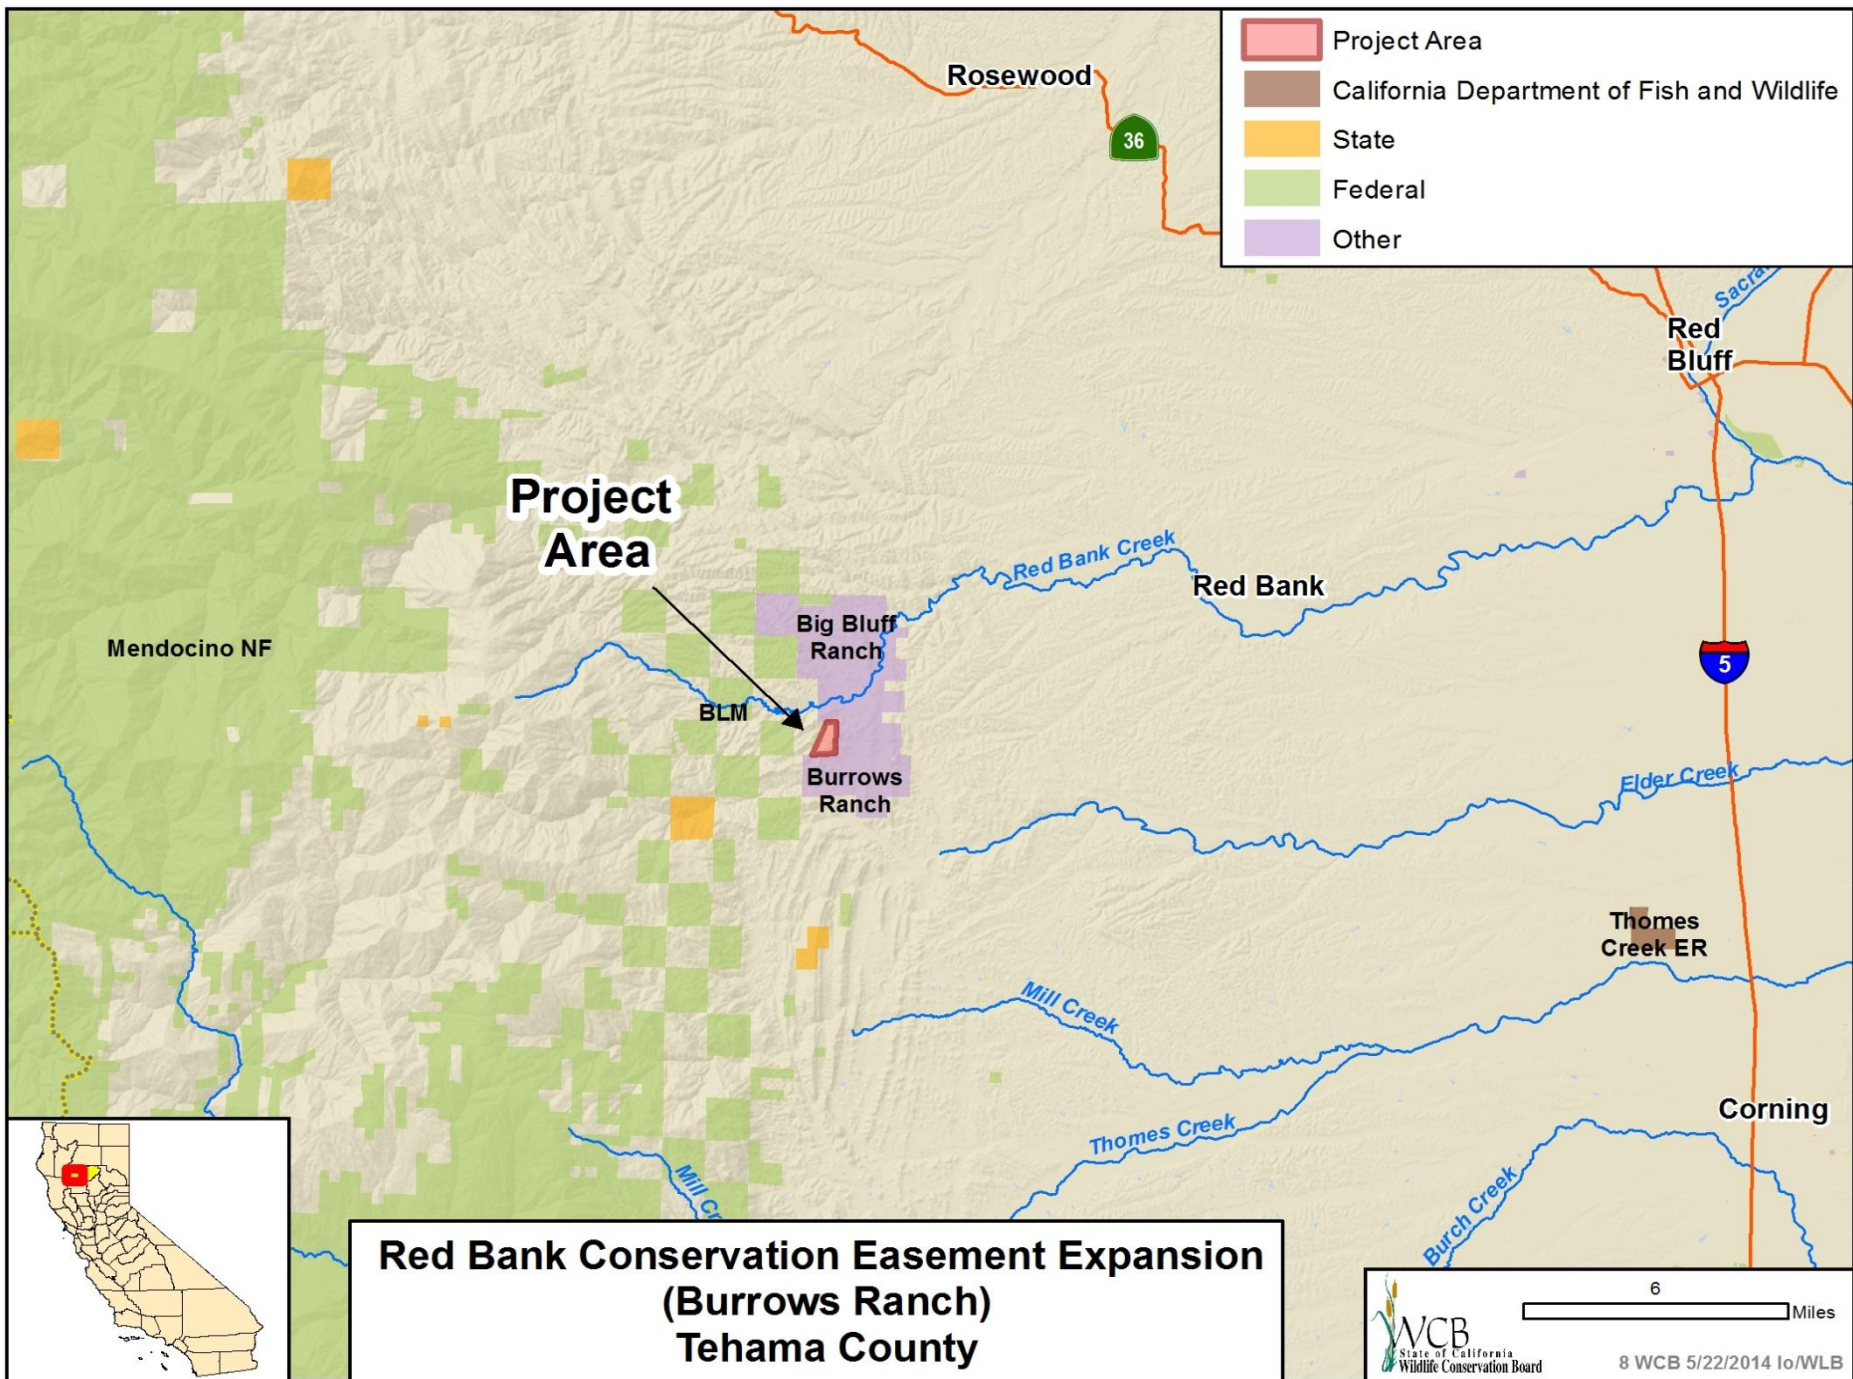 Project Area
California Department of Fish and Wildlife
State
Federal
Other
Rosewood
36
Red
Bluff
Project
Area
Red Bank Creek
Red Bank
Big Bluff
Ranch
Mendocino NF
5
BLM
Burrows
Ranch
Elder Creek
Thomes
Creek ER
Mill Creek
Corning
Thomes Creek
Burch Creek
Red Bank Conservation Easement Expansion
(Burrows Ranch)
Tehama County
6
Miles
WCB
State of California
Wildlife Conservation Board
8 WCB 5/22/2014 lo/WLB